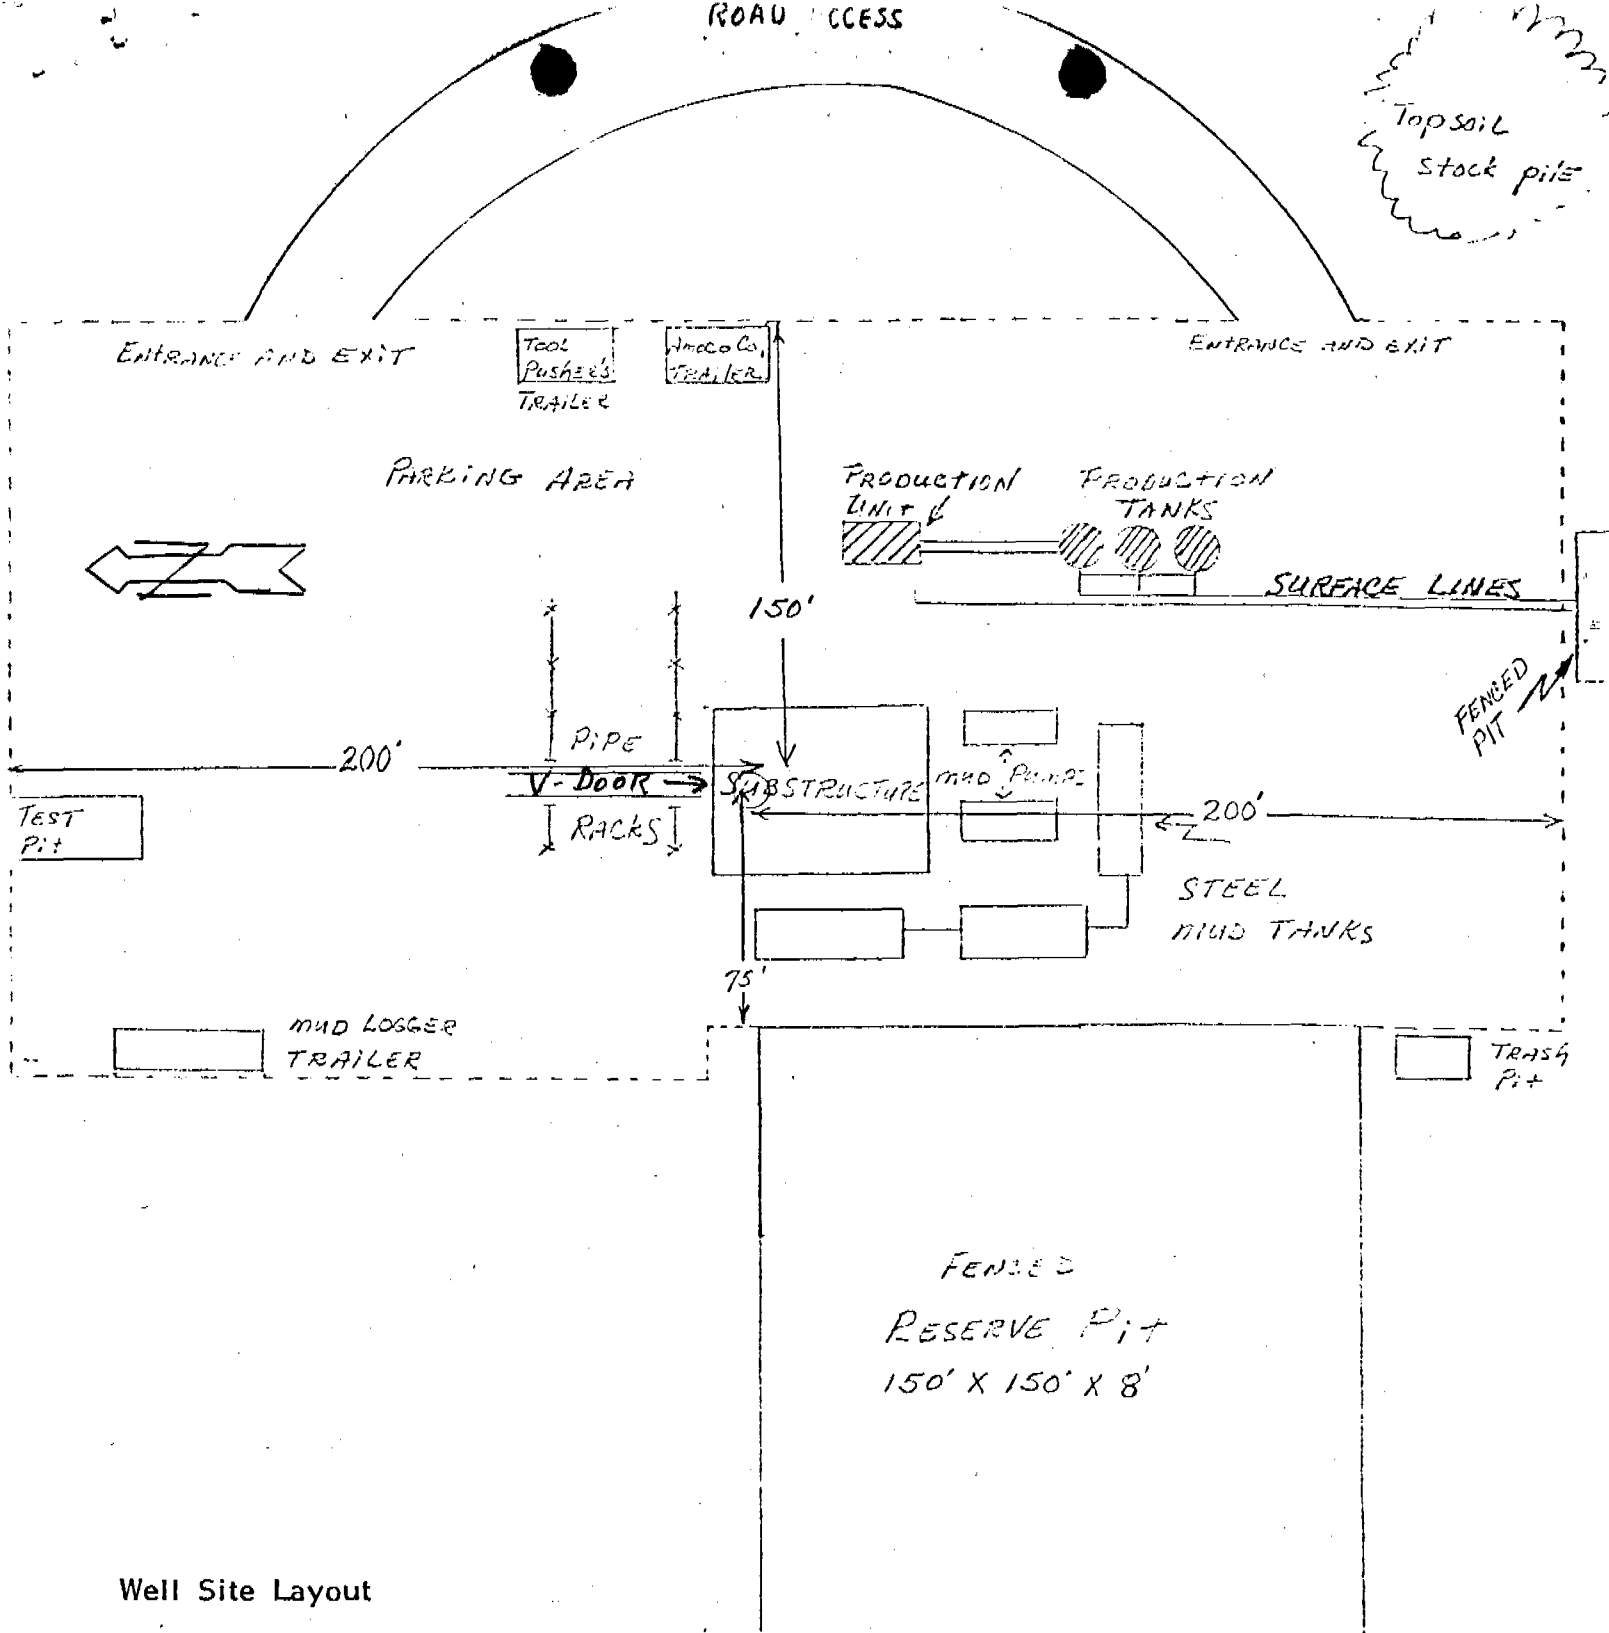 ROAD CCESS
Topsoil
Stock pile
ENTRANCE AND EXIT
TOOL
PUSHER'S
TRAILER
Amoco Co,
TRAILER
ENTRANCE AND EXIT
PARKING AREA
PRODUCTION
UNIT
PRODUCTION
TANKS
N
SURFACE LINES
150'
FENCED
PIT
200'
PIPE
V-DOOR
RACKS
SUBSTRUCTURE
MUD PUMPS
200'
TEST
Pit
STEEL
MUD TANKS
75'
MUD LOGGER
TRAILER
TRASH
Pit
FENCED
RESERVE Pit
150' X 150' X 8'
Well Site Layout